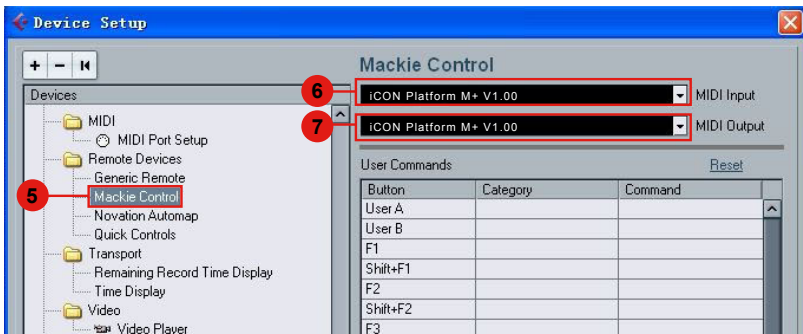 Device Setup
+ − |◀
Mackie Control
Devices
6
iCON Platform M+ V1.00
MIDI Input
7
iCON Platform M+ V1.00
MIDI Output
MIDI
MIDI Port Setup
Remote Devices
Generic Remote
5
Mackie Control
Novation Automap
Quick Controls
Transport
Remaining Record Time Display
Time Display
Video
Video Player
User Commands
Reset
Button Category Command
User A
User B
F1
Shift+F1
F2
Shift+F2
F3